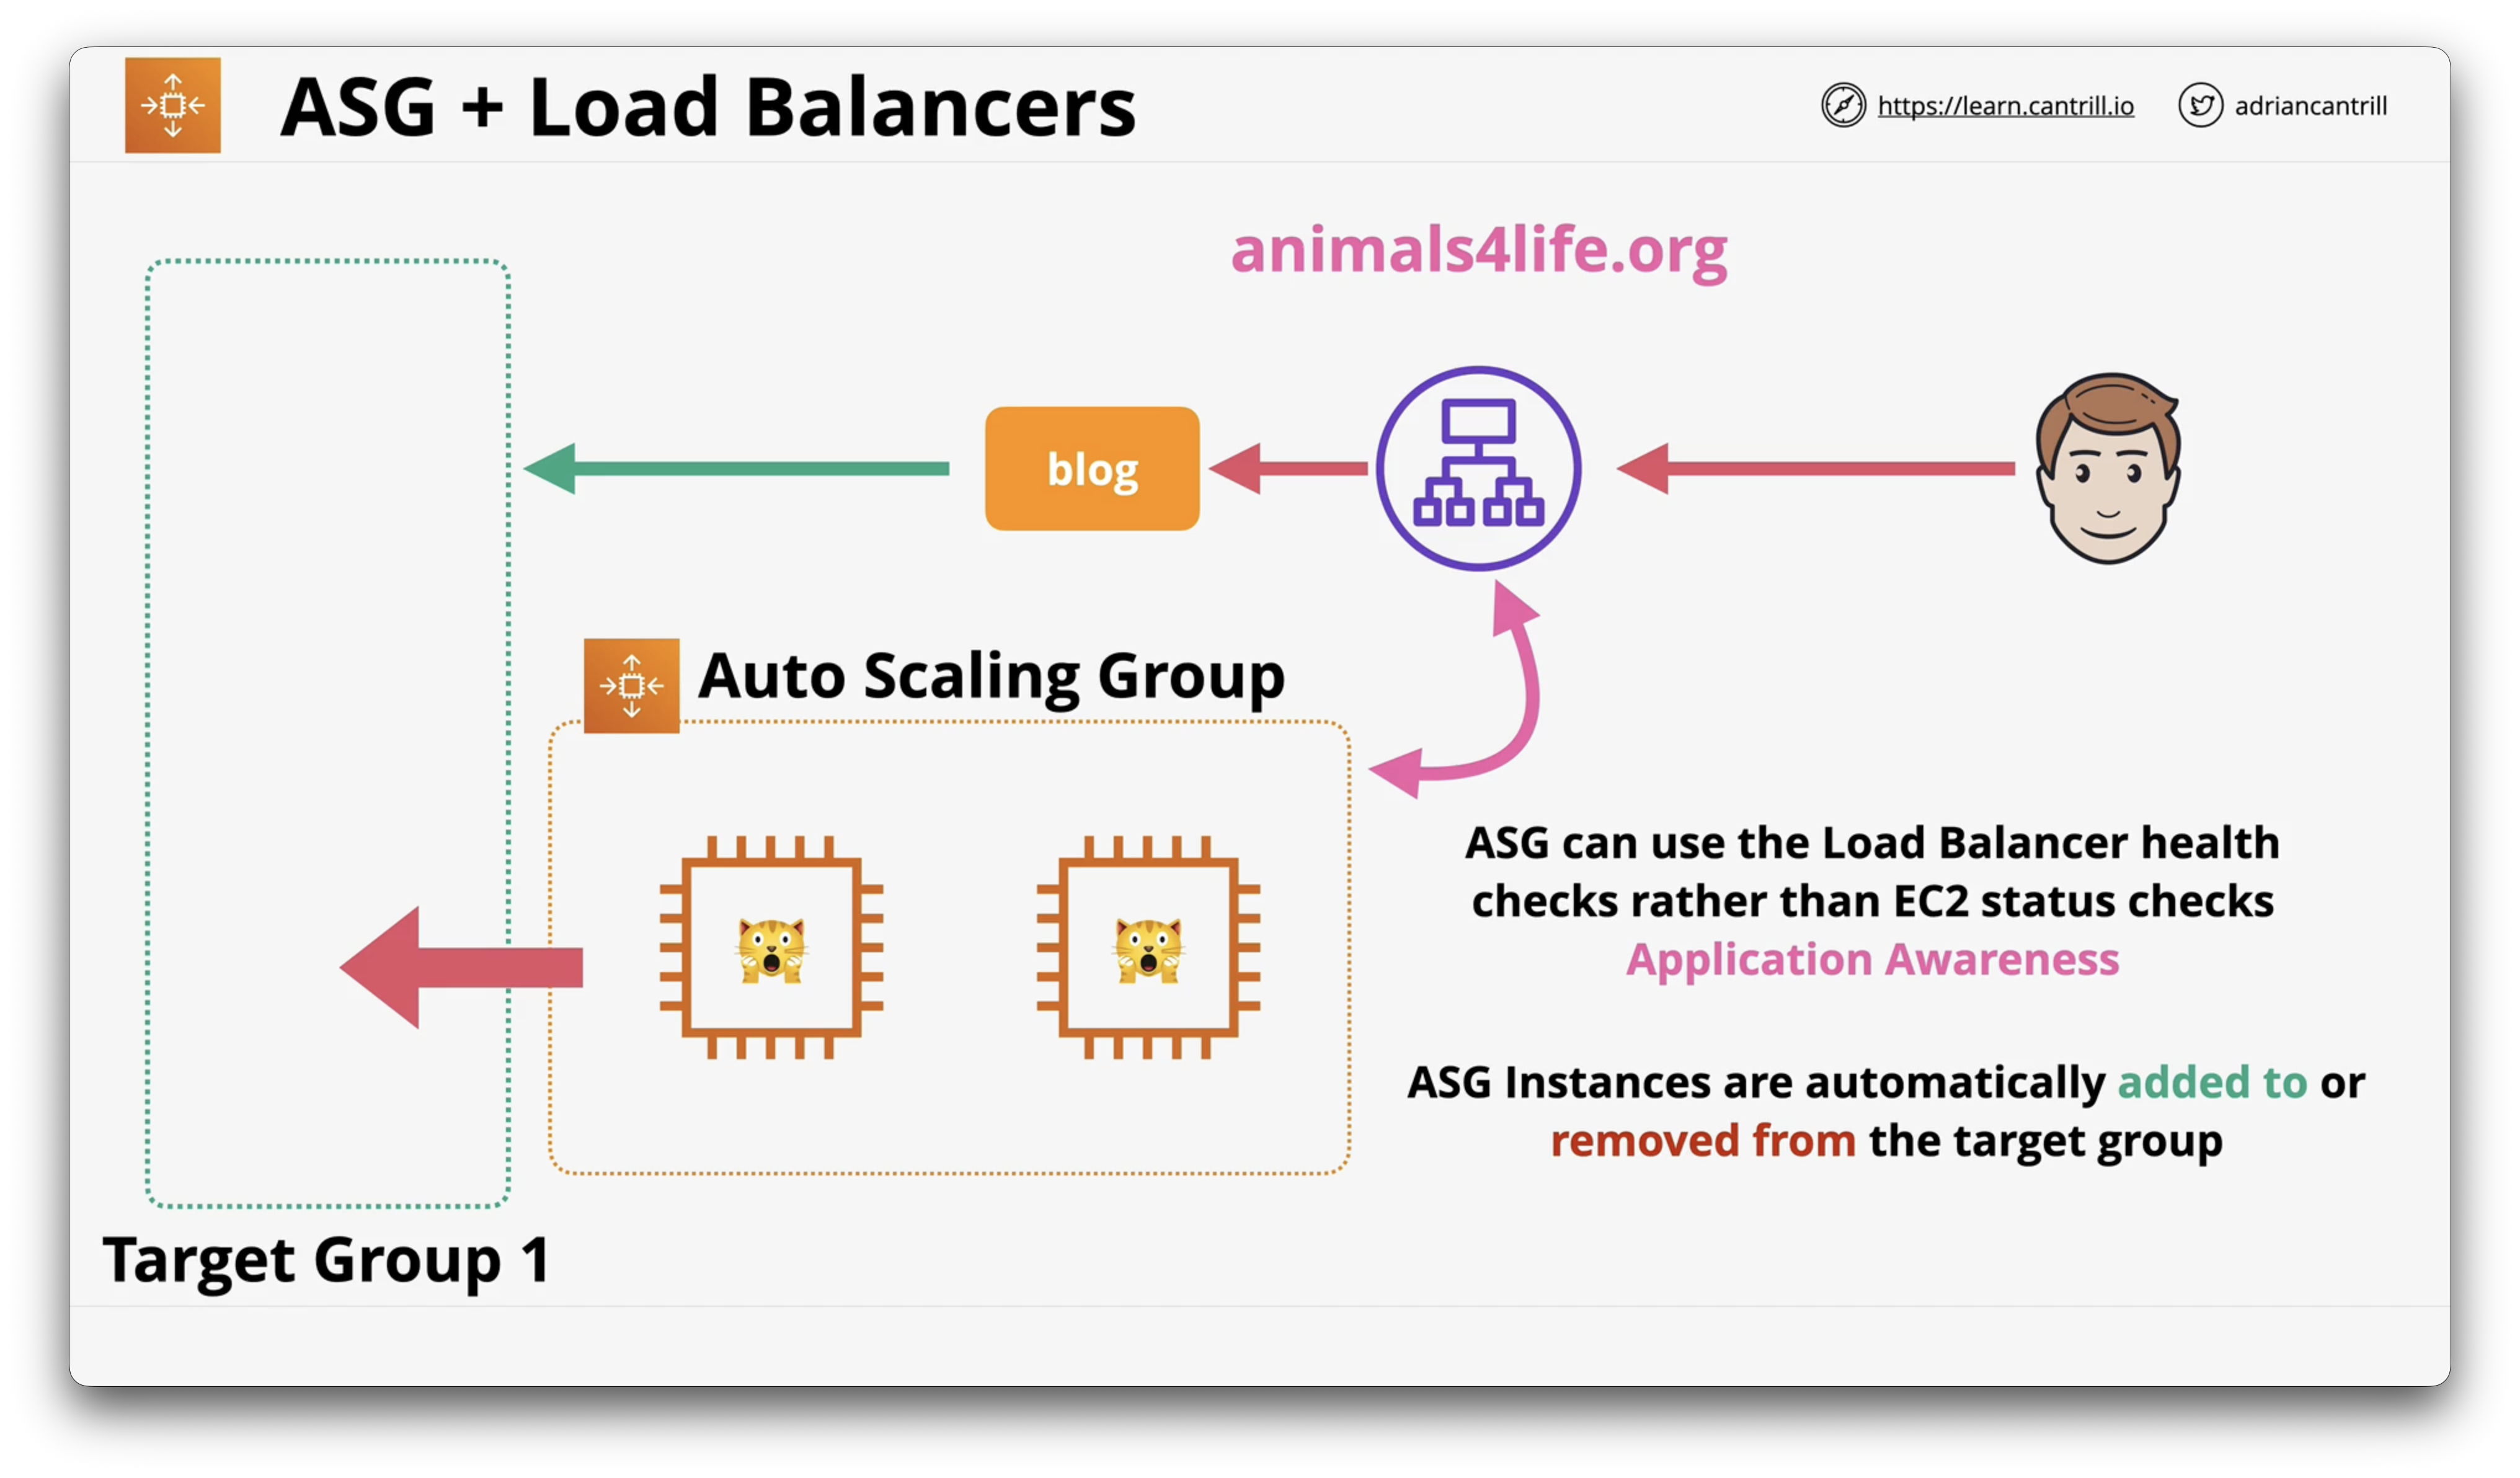 ASG + Load Balancers
https://learn.cantrill.io
adriancantrill
animals4life.org
blog
Auto Scaling Group
ASG can use the Load Balancer health
checks rather than EC2 status checks
Application Awareness
ASG Instances are automatically added to or
removed from the target group
Target Group 1